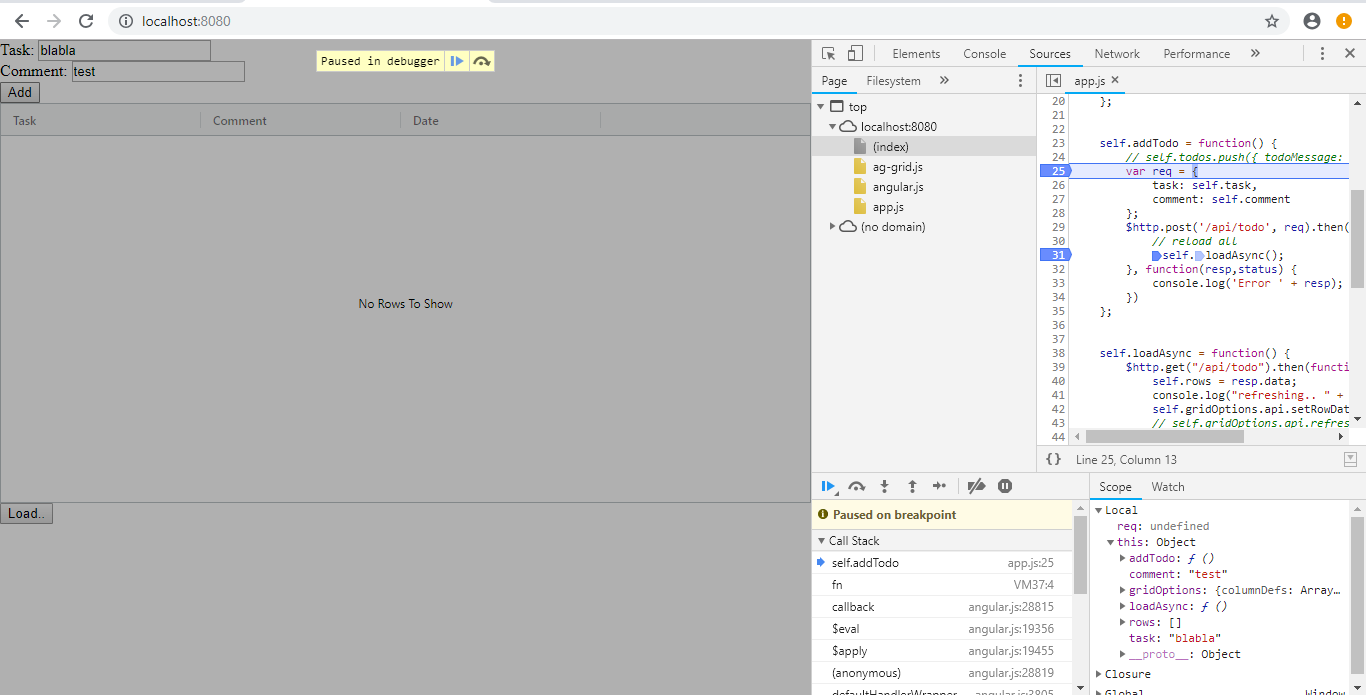 localhost:8080
Task: blabla
Comment: test
Add
Paused in debugger
Task Comment Date
No Rows To Show
Load..
Elements Console Sources Network Performance »
Page Filesystem »
top
localhost:8080
(index)
ag-grid.js
angular.js
app.js
(no domain)
app.js ×
20 };
21
22
23 self.addTodo = function() {
24 // self.todos.push({ todoMessage:
25 var req = {
26 task: self.task,
27 comment: self.comment
28 };
29 $http.post('/api/todo', req).then(
30 // reload all
31 self.loadAsync();
32 }, function(resp,status) {
33 console.log('Error ' + resp);
34 })
35 };
36
37
38 self.loadAsync = function() {
39 $http.get("/api/todo").then(functi
40 self.rows = resp.data;
41 console.log("refreshing.. " +
42 self.gridOptions.api.setRowDat
43 // self.gridOptions.api.refres
44
{} Line 25, Column 13
Paused on breakpoint
Call Stack
self.addTodo app.js:25
fn VM37:4
callback angular.js:28815
$eval angular.js:19356
$apply angular.js:19455
(anonymous) angular.js:28819
defaultHandlerWrapper angular.js:3805
Scope Watch
Local
req: undefined
this: Object
addTodo: ƒ ()
comment: "test"
gridOptions: {columnDefs: Array…
loadAsync: ƒ ()
rows: []
task: "blabla"
__proto__: Object
Closure
Global Window